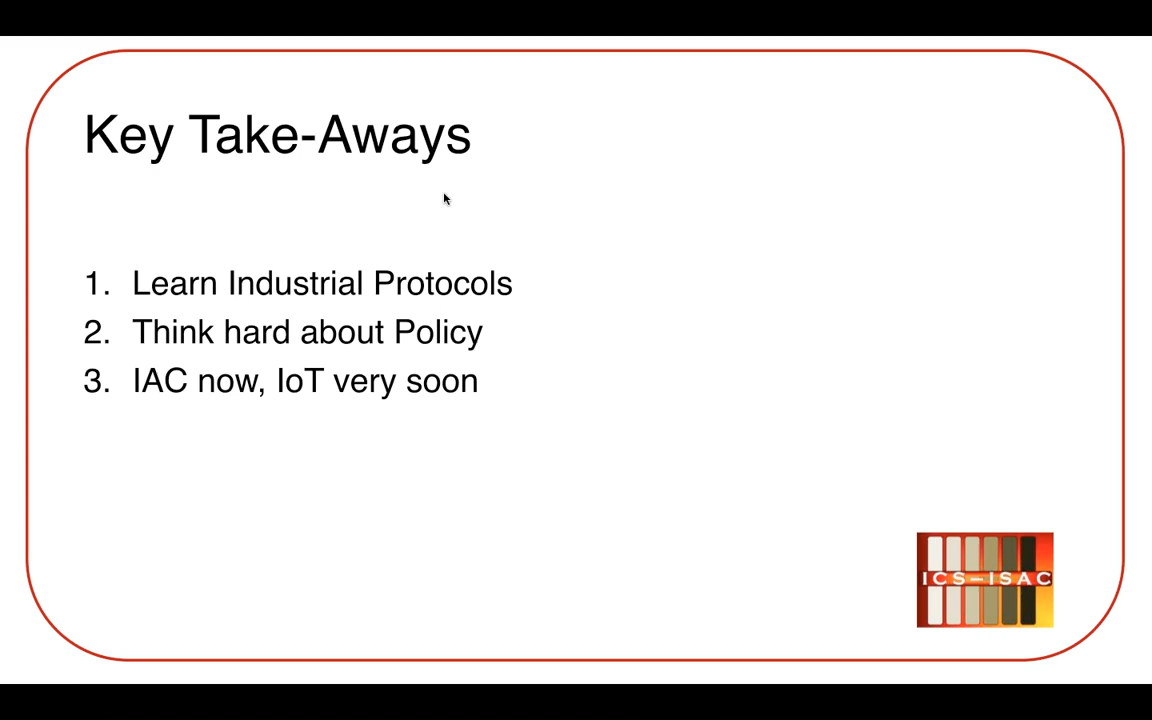 Key Take-Aways
1. Learn Industrial Protocols
2. Think hard about Policy
3. IAC now, IoT very soon
ICS-ISAC